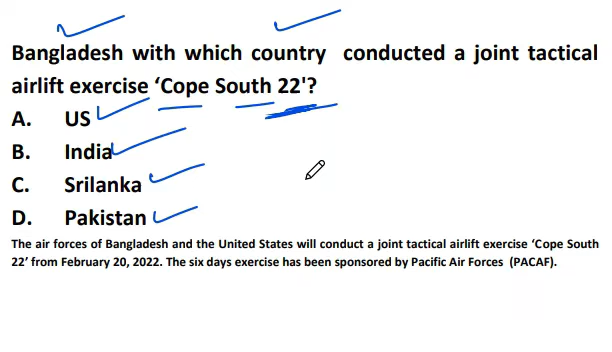 Bangladesh with which country conducted a joint tactical
airlift exercise ‘Cope South 22'?
A. US
B. India
C. Srilanka
D. Pakistan
The air forces of Bangladesh and the United States will conduct a joint tactical airlift exercise ‘Cope South
22’ from February 20, 2022. The six days exercise has been sponsored by Pacific Air Forces (PACAF).